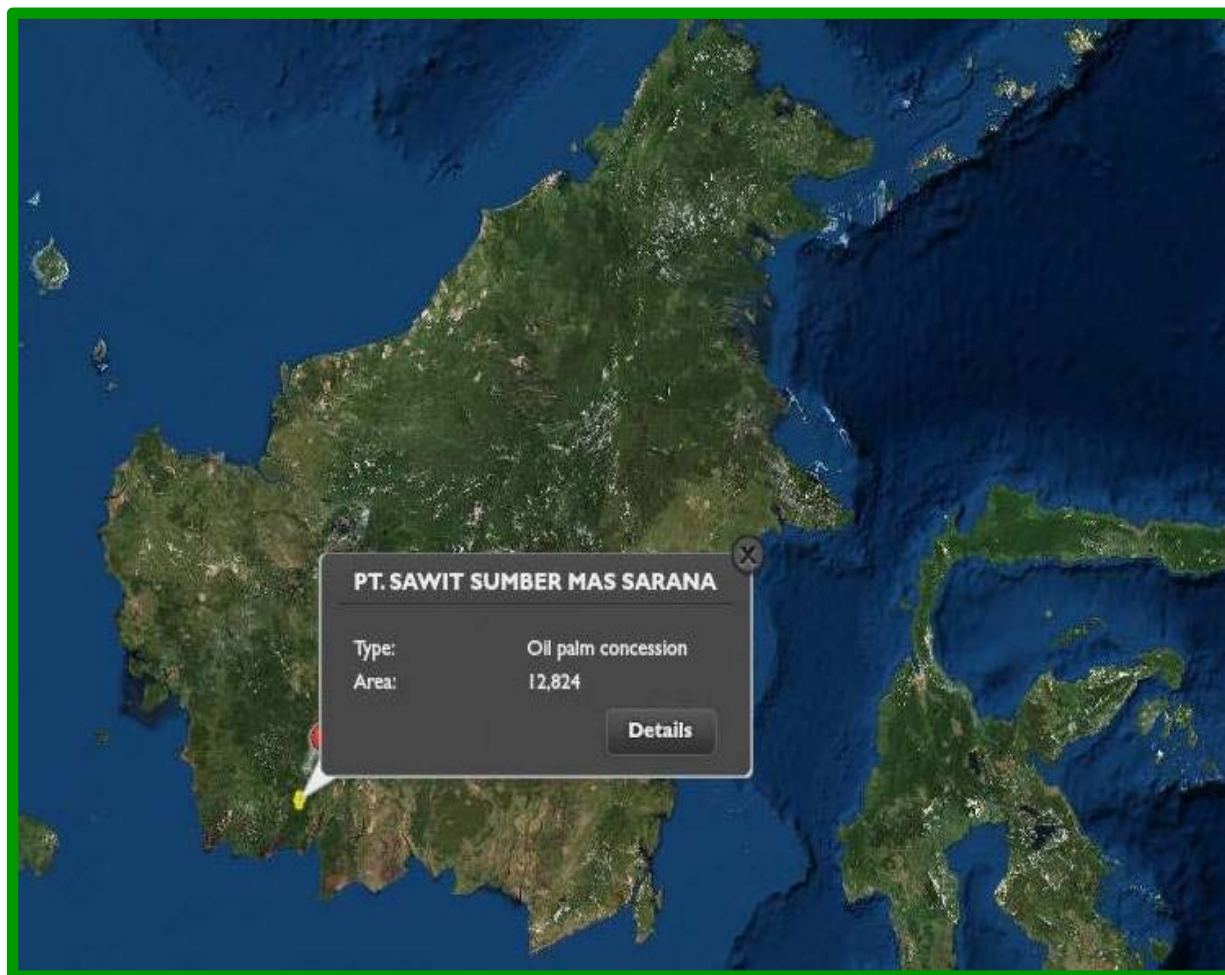 X
PT. SAWIT SUMBER MAS SARANA
Type: Oil palm concession
Area: 12,824
Details